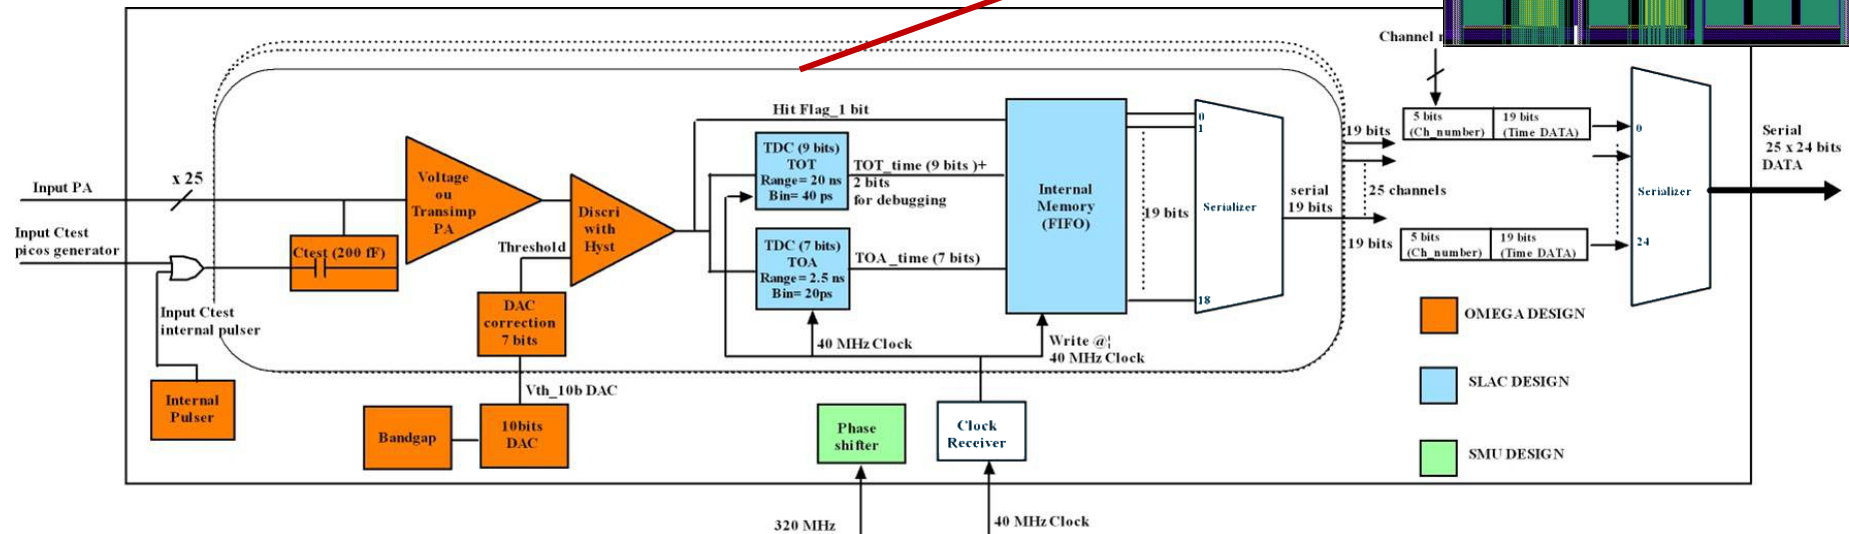 Channel
Hit Flag_1 bit
0
1
19 bits
5 bits
(Ch_number)
19 bits
(Time DATA)
0
Serial
25 x 24 bits
DATA
TDC (9 bits)
TOT
Range= 20 ns
Bin= 40 ps
TOT_time (9 bits )+
2 bits
for debugging
x 25
Input PA
Voltage
ou
Transimp
PA
Discri
with
Hyst
Internal
Memory
(FIFO)
19 bits
Serializer
serial
19 bits
25 channels
Serializer
Input Ctest
picos generator
Ctest (200 fF)
Threshold
TDC (7 bits)
TOA
Range= 2.5 ns
Bin= 20ps
TOA_time (7 bits)
19 bits
5 bits
(Ch_number)
19 bits
(Time DATA)
24
18
Input Ctest
internal pulser
DAC
correction
7 bits
40 MHz Clock
Write @¦
40 MHz Clock
OMEGA DESIGN
Internal
Pulser
Vth_10b DAC
Bandgap
10bits
DAC
Phase
shifter
Clock
Receiver
SLAC DESIGN
SMU DESIGN
320 MHz
40 MHz Clock